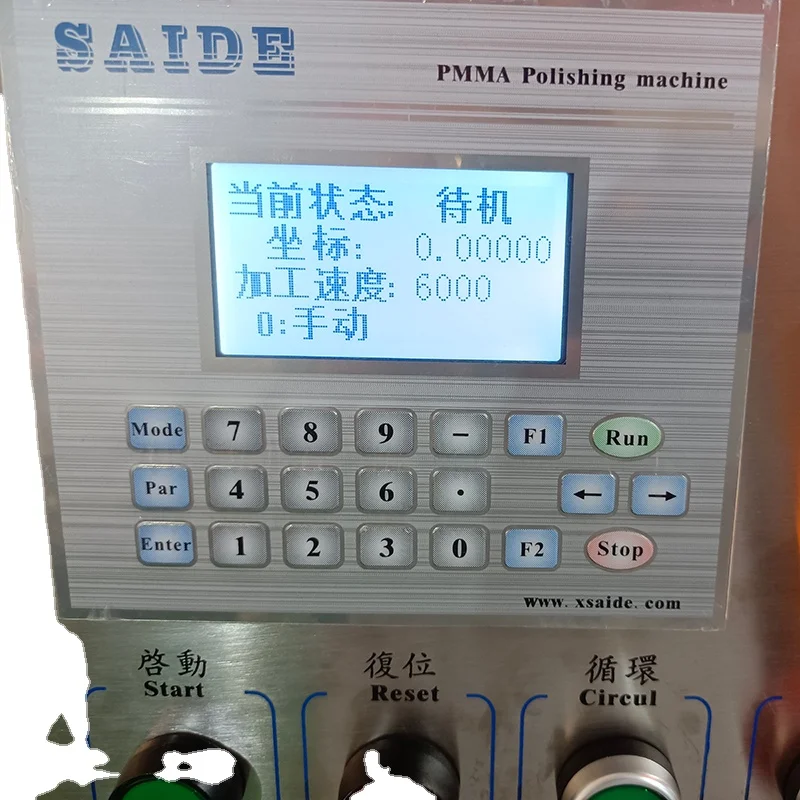 SAIDE
PMMA Polishing machine
当前状态: 待机
坐标: 0.00000
加工速度: 6000
0:手动
Mode 7 8 9 - F1 Run
Par 4 5 6 . ← →
Enter 1 2 3 0 F2 Stop
www.xsaide.com
啓動 復位 循環
Start Reset Circul